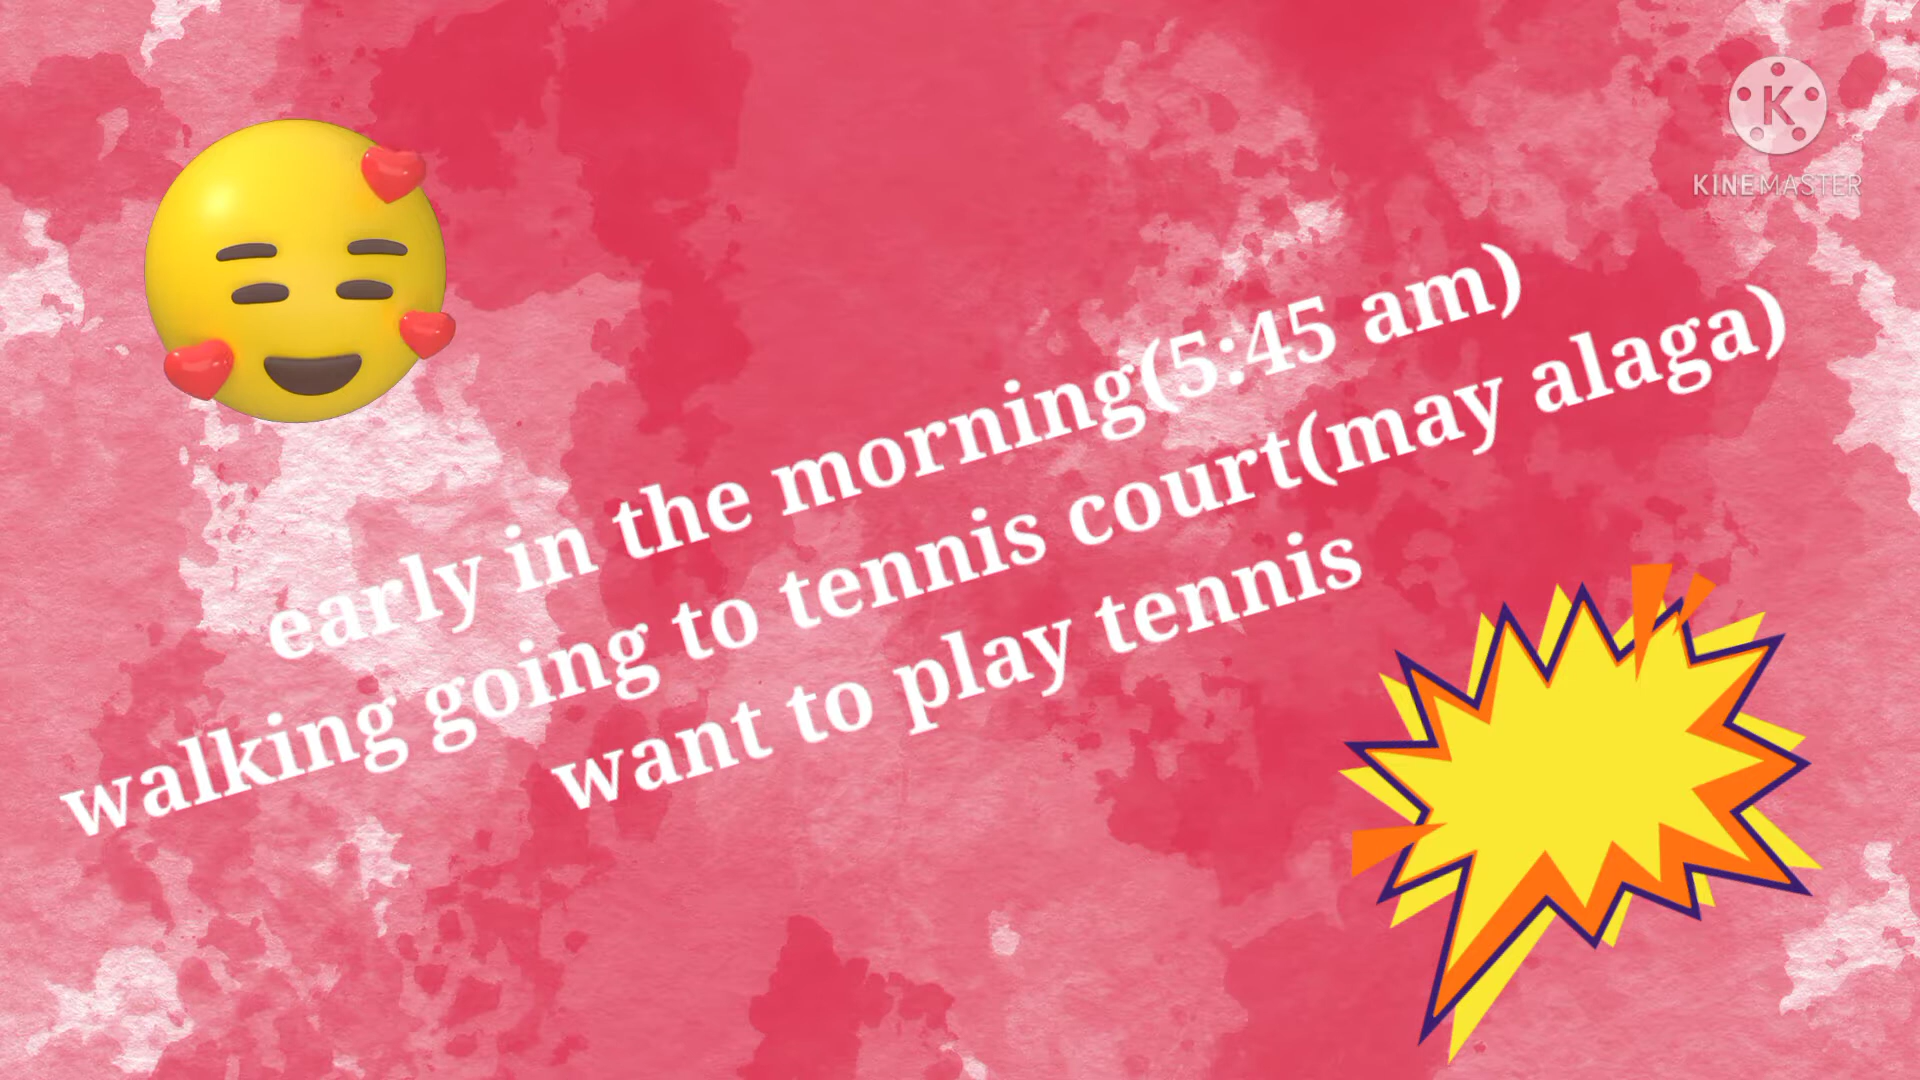 K
KINEMASTER
early in the morning(5:45 am)
walking going to tennis court(may alaga)
want to play tennis